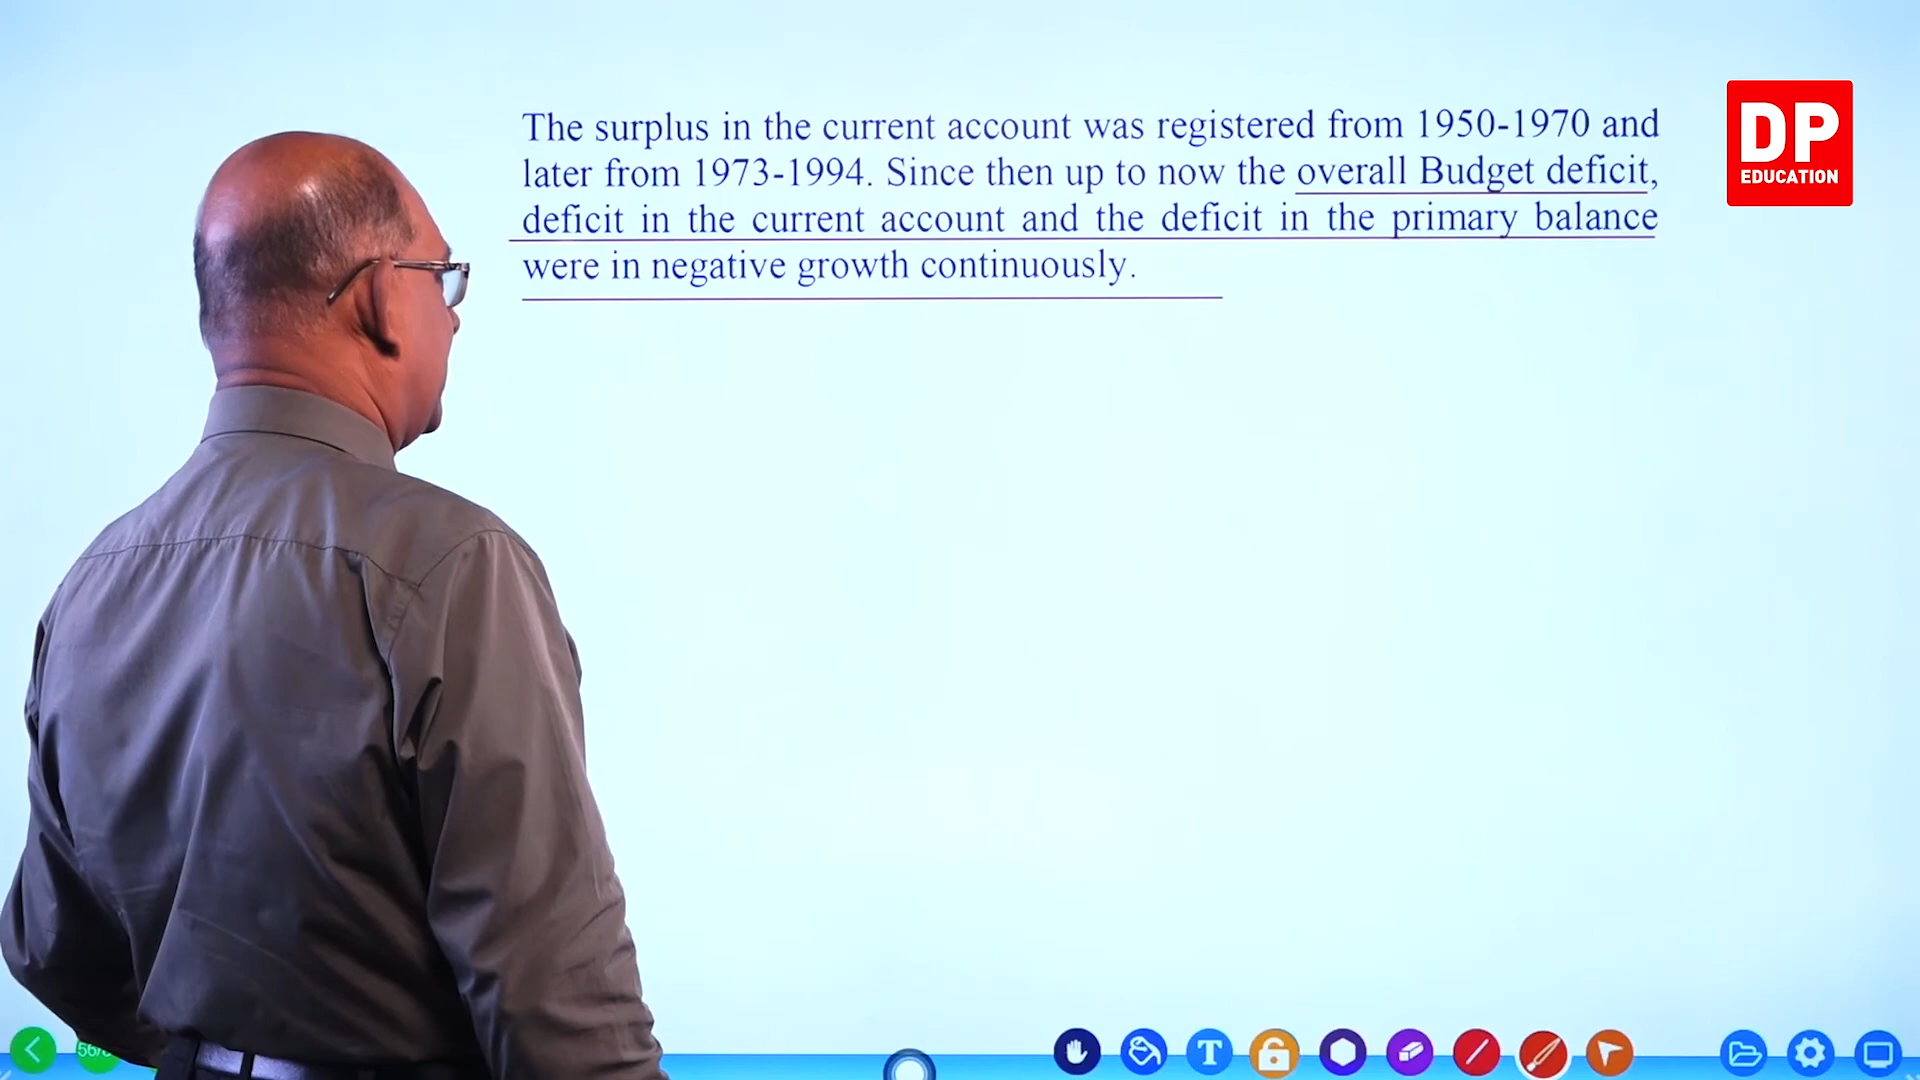 The surplus in the current account was registered from 1950-1970 and
later from 1973-1994. Since then up to now the overall Budget deficit,
deficit in the current account and the deficit in the primary balance
were in negative growth continuously.
DP
EDUCATION
T